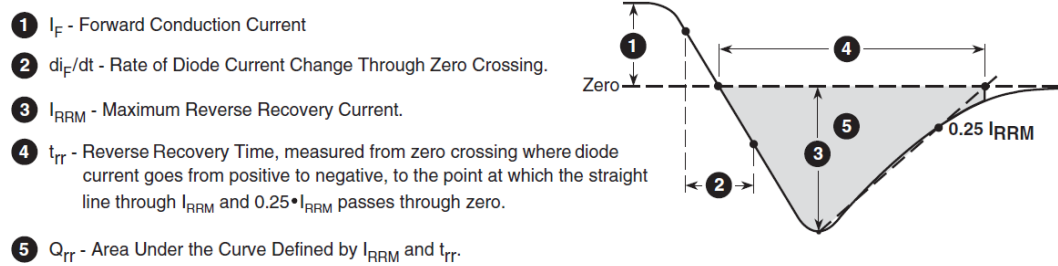 1 I_F - Forward Conduction Current
2 di_F/dt - Rate of Diode Current Change Through Zero Crossing.
3 I_RRM - Maximum Reverse Recovery Current.
4 t_rr - Reverse Recovery Time, measured from zero crossing where diode
current goes from positive to negative, to the point at which the straight
line through I_RRM and 0.25•I_RRM passes through zero.
5 Q_rr - Area Under the Curve Defined by I_RRM and t_rr.
1
4
Zero
5
0.25 I_RRM
3
2